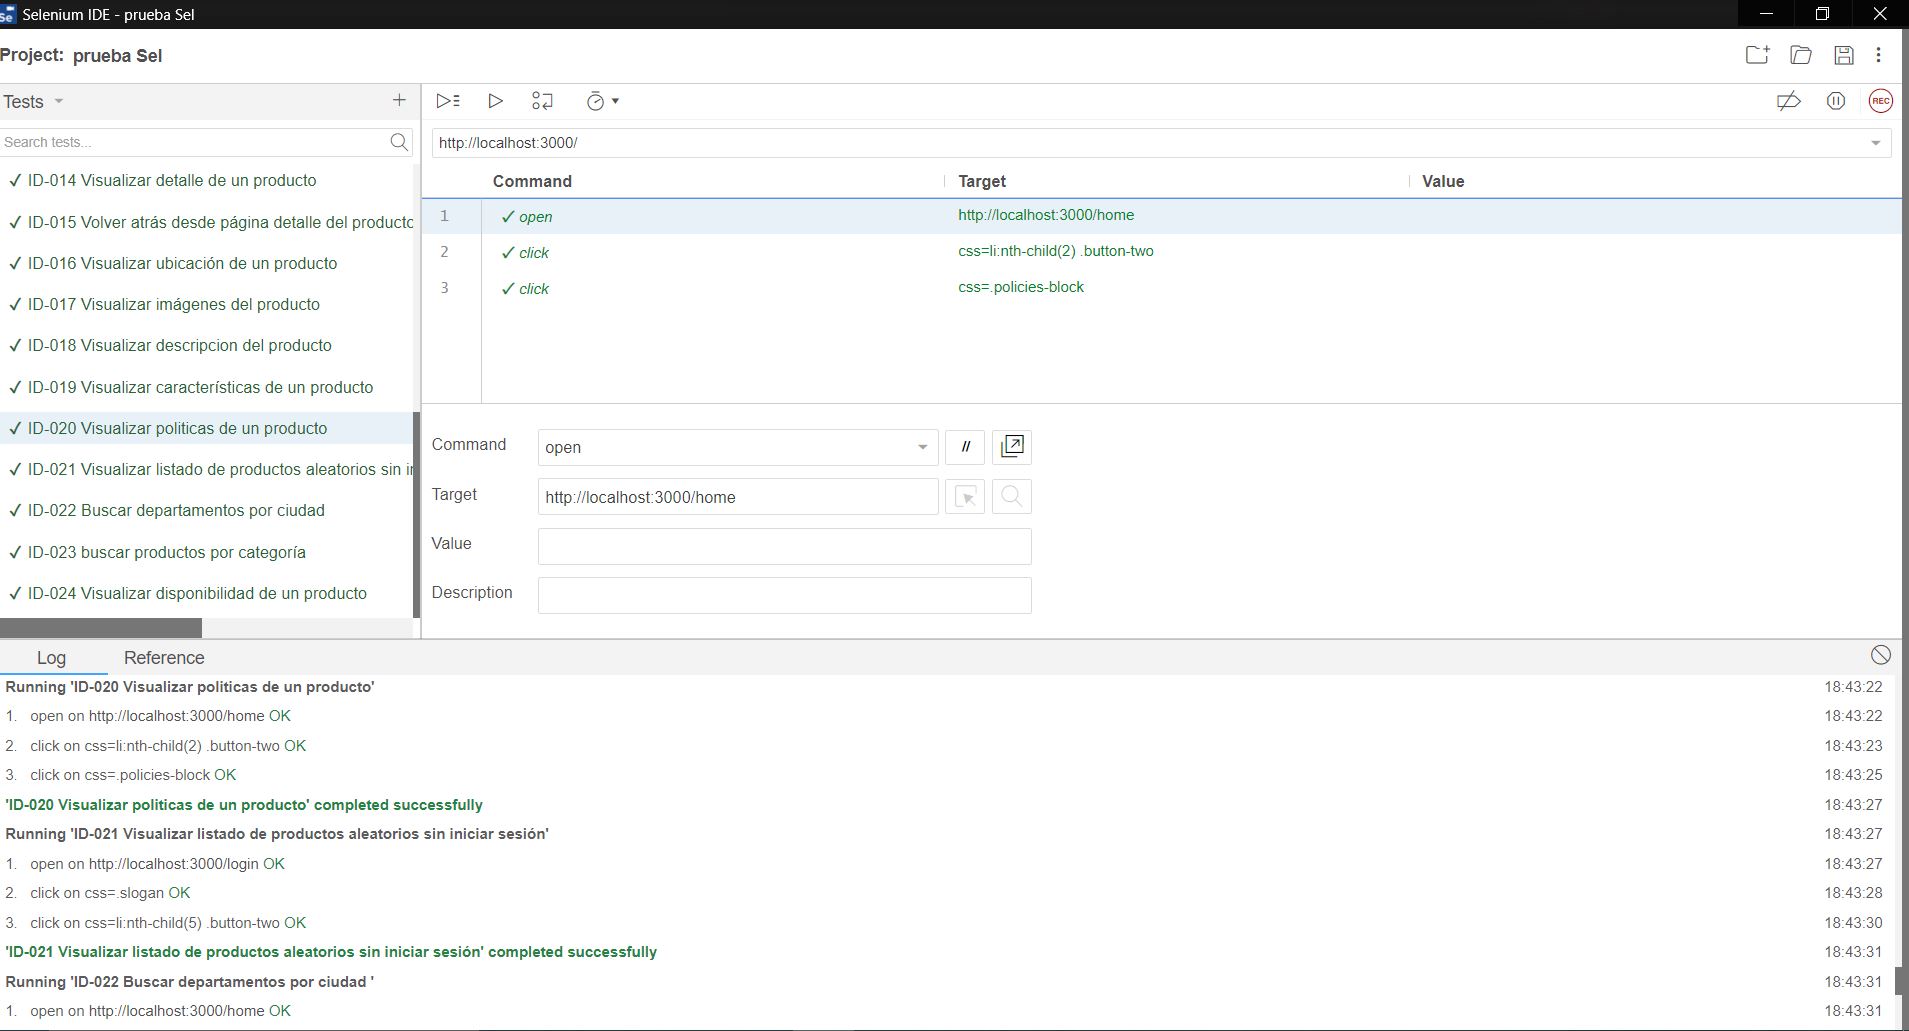 Selenium IDE - prueba Sel
Project: prueba Sel
Tests
Search tests...
✓ ID-014 Visualizar detalle de un producto
✓ ID-015 Volver atrás desde página detalle del producto
✓ ID-016 Visualizar ubicación de un producto
✓ ID-017 Visualizar imágenes del producto
✓ ID-018 Visualizar descripcion del producto
✓ ID-019 Visualizar características de un producto
✓ ID-020 Visualizar politicas de un producto
✓ ID-021 Visualizar listado de productos aleatorios sin
✓ ID-022 Buscar departamentos por ciudad
✓ ID-023 buscar productos por categoría
✓ ID-024 Visualizar disponibilidad de un producto
REC
http://localhost:3000/
Command Target Value
1 ✓ open http://localhost:3000/home
2 ✓ click css=li:nth-child(2) .button-two
3 ✓ click css=.policies-block
Command open //
Target http://localhost:3000/home
Value
Description
Log Reference
Running 'ID-020 Visualizar politicas de un producto' 18:43:22
1. open on http://localhost:3000/home OK 18:43:22
2. click on css=li:nth-child(2) .button-two OK 18:43:23
3. click on css=.policies-block OK 18:43:25
'ID-020 Visualizar politicas de un producto' completed successfully 18:43:27
Running 'ID-021 Visualizar listado de productos aleatorios sin iniciar sesión' 18:43:27
1. open on http://localhost:3000/login OK 18:43:27
2. click on css=.slogan OK 18:43:28
3. click on css=li:nth-child(5) .button-two OK 18:43:30
'ID-021 Visualizar listado de productos aleatorios sin iniciar sesión' completed successfully 18:43:31
Running 'ID-022 Buscar departamentos por ciudad ' 18:43:31
1. open on http://localhost:3000/home OK 18:43:31